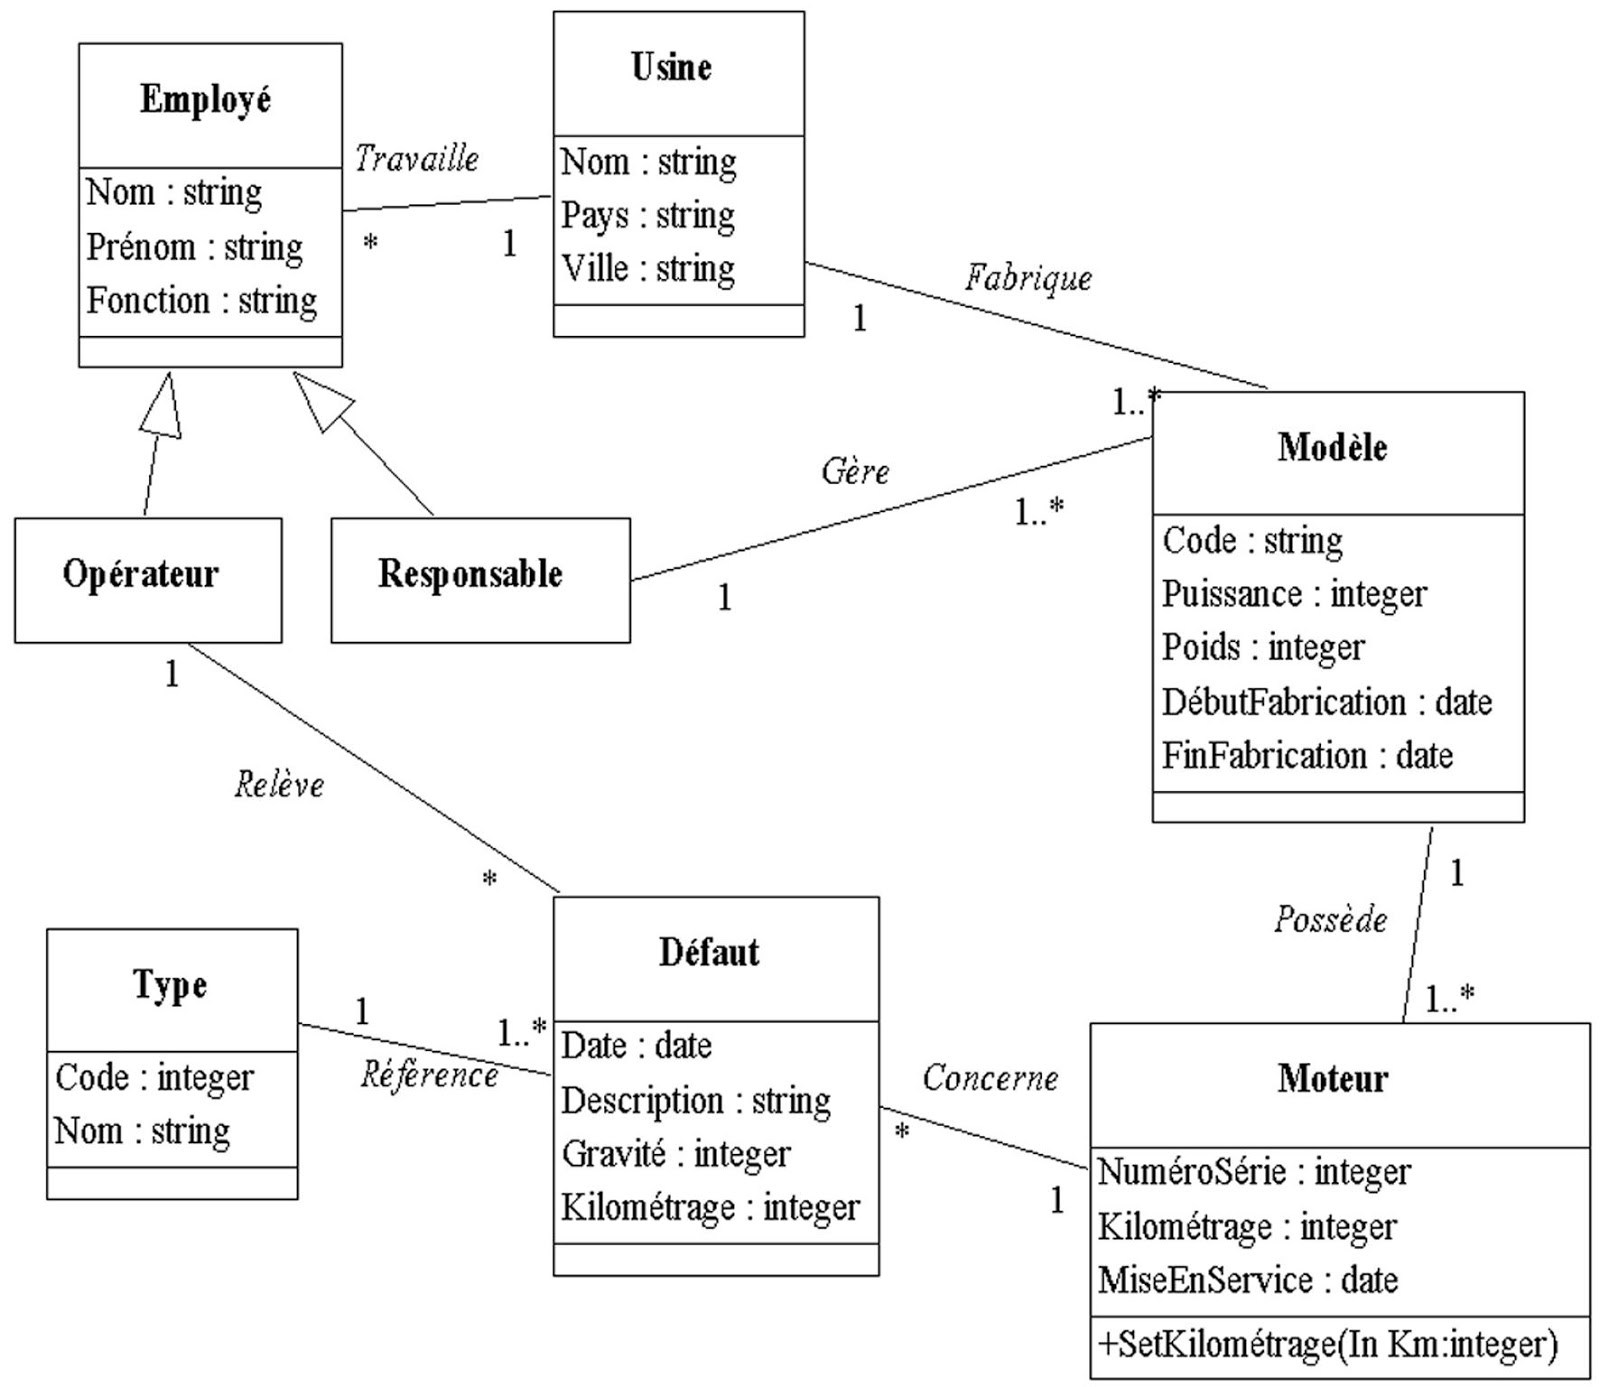 Employé
Nom : string
Prénom : string
Fonction : string
Travaille
*
1
Usine
Nom : string
Pays : string
Ville : string
Fabrique
1
1..*
Gère
1..*
1
Modèle
Code : string
Puissance : integer
Poids : integer
DébutFabrication : date
FinFabrication : date
Opérateur
Responsable
1
Relève
*
1
Possède
1..*
Type
Code : integer
Nom : string
1
1..*
Référence
Défaut
Date : date
Description : string
Gravité : integer
Kilométrage : integer
Concerne
*
1
Moteur
NuméroSérie : integer
Kilométrage : integer
MiseEnService : date
+SetKilométrage(In Km:integer)